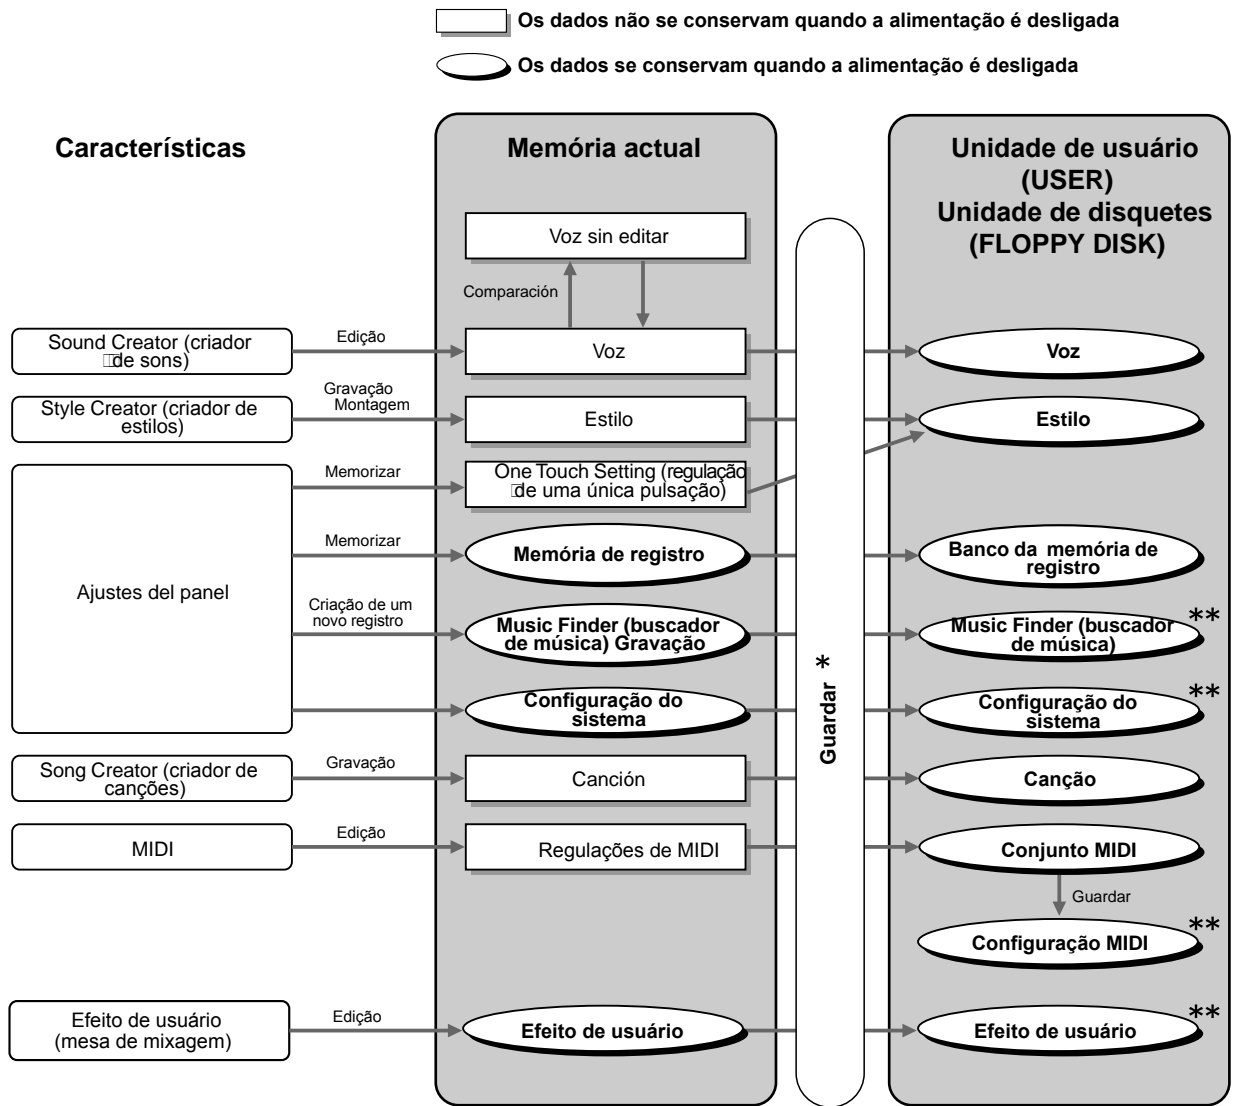 Os dados não se conservam quando a alimentação é desligada
Os dados se conservam quando a alimentação é desligada
Características
Memória actual
Unidade de usuário
(USER)
Unidade de disquetes
(FLOPPY DISK)
Voz sin editar
Comparación
Sound Creator (criador
de sons)
Edição
Voz
Voz
Style Creator (criador de
estilos)
Gravação
Montagem
Estilo
Estilo
Memorizar
One Touch Setting (regulação
de uma única pulsação)
Ajustes del panel
Memorizar
Memória de registro
Banco da memória de
registro
Criação de um
novo registro
Music Finder (buscador
de música) Gravação
Music Finder (buscador
de música)
**
Guardar *
Configuração do
sistema
Configuração do
sistema
**
Song Creator (criador de
canções)
Gravação
Canción
Canção
MIDI
Edição
Regulações de MIDI
Conjunto MIDI
Guardar
Configuração MIDI
**
Efeito de usuário
(mesa de mixagem)
Edição
Efeito de usuário
Efeito de usuário
**